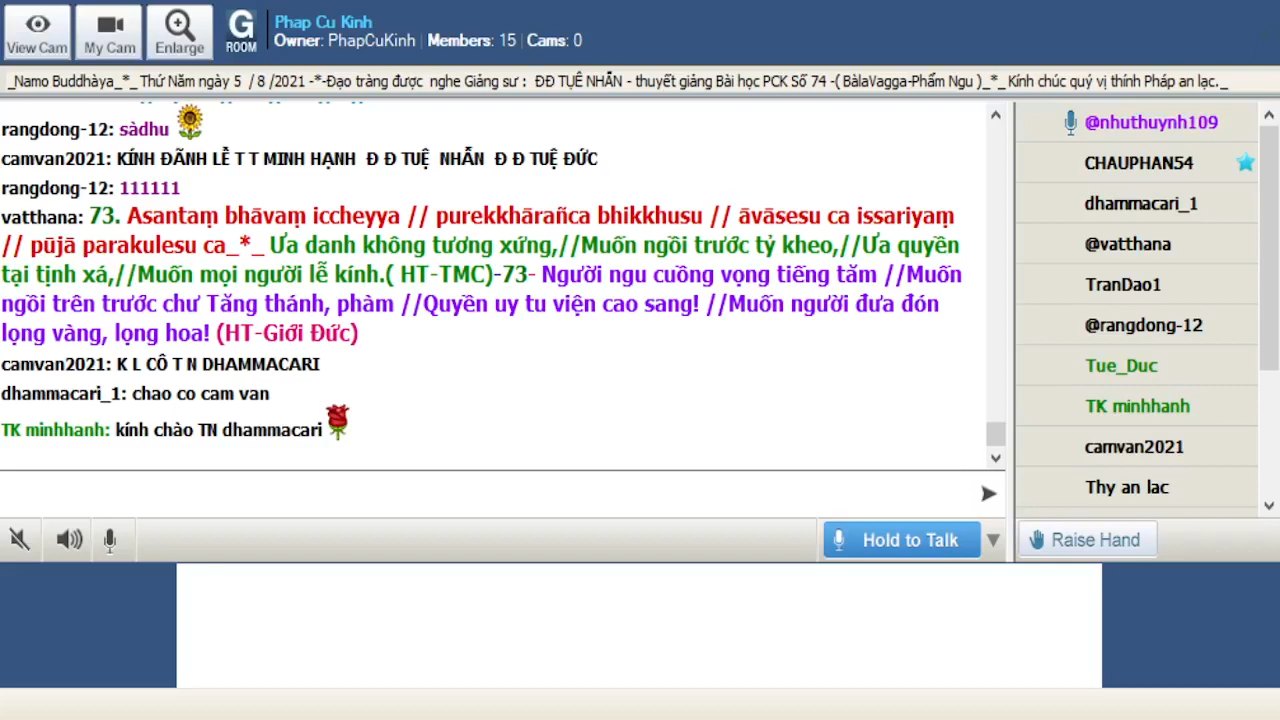 View Cam
My Cam
Enlarge
G
ROOM
Phap Cu Kinh
Owner: PhapCuKinh | Members: 15 | Cams: 0
_Namo Buddhàya_*_ Thứ Năm ngày 5 / 8 /2021 -*-Đạo tràng được nghe Giảng sư : ĐĐ TUỆ NHẪN - thuyết giảng Bài học PCK Số 74 -( BàlaVagga-Phẩm Ngu )_*_ Kính chúc quý vị thính Pháp an lạc._
rangdong-12: sàdhu
camvan2021: KÍNH ĐÃNH LỄ T T MINH HẠNH Đ Đ TUỆ NHẪN Đ Đ TUỆ ĐỨC
rangdong-12: 111111
vatthana: 73. Asantaṃ bhāvaṃ iccheyya // purekkhārañca bhikkhusu // āvāsesu ca issariyaṃ
// pūjā parakulesu ca_*_ Ưa danh không tương xứng,//Muốn ngồi trước tỷ kheo,//Ưa quyền
tại tịnh xá,//Muốn mọi người lễ kính.( HT-TMC)-73- Người ngu cuồng vọng tiếng tăm //Muốn
ngồi trên trước chư Tăng thánh, phàm //Quyền uy tu viện cao sang! //Muốn người đưa đón
lọng vàng, lọng hoa! (HT-Giới Đức)
camvan2021: K L CÔ T N DHAMMACARI
dhammacari_1: chao co cam van
TK minhhanh: kính chào TN dhammacari
@nhuthuynh109
CHAUPHAN54
dhammacari_1
@vatthana
TranDao1
@rangdong-12
Tue_Duc
TK minhhanh
camvan2021
Thy an lac
Hold to Talk
Raise Hand